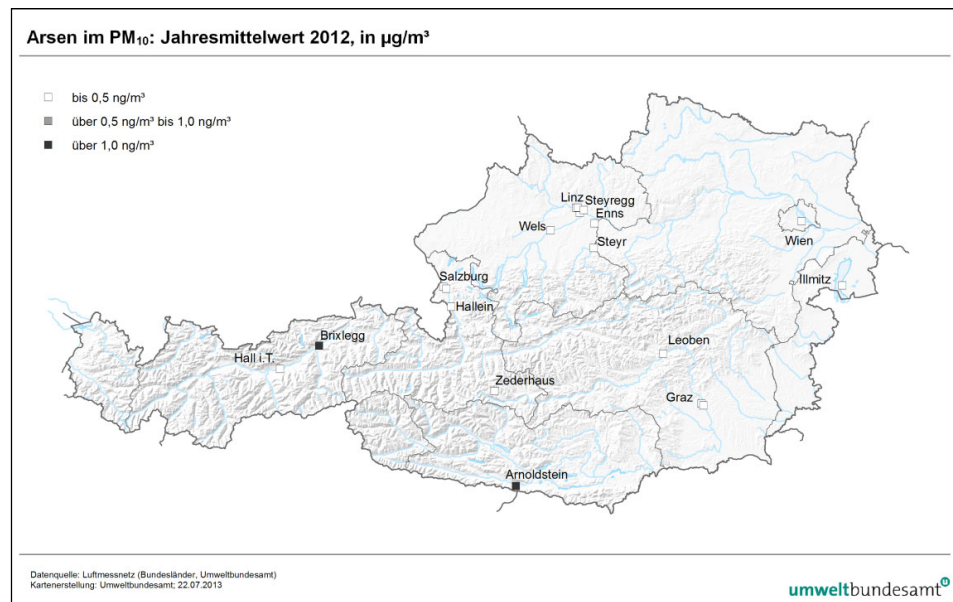 Arsen im PM₁₀: Jahresmittelwert 2012, in µg/m³
bis 0,5 ng/m³
über 0,5 ng/m³ bis 1,0 ng/m³
über 1,0 ng/m³
Linz
Steyregg
Enns
Wels
Steyr
Wien
Salzburg
Illmitz
Hallein
Brixlegg
Leoben
Hall i.T.
Zederhaus
Graz
Arnoldstein
Datenquelle: Luftmessnetz (Bundesländer, Umweltbundesamt)
Kartenerstellung: Umweltbundesamt; 22.07.2013
umweltbundesamt
u